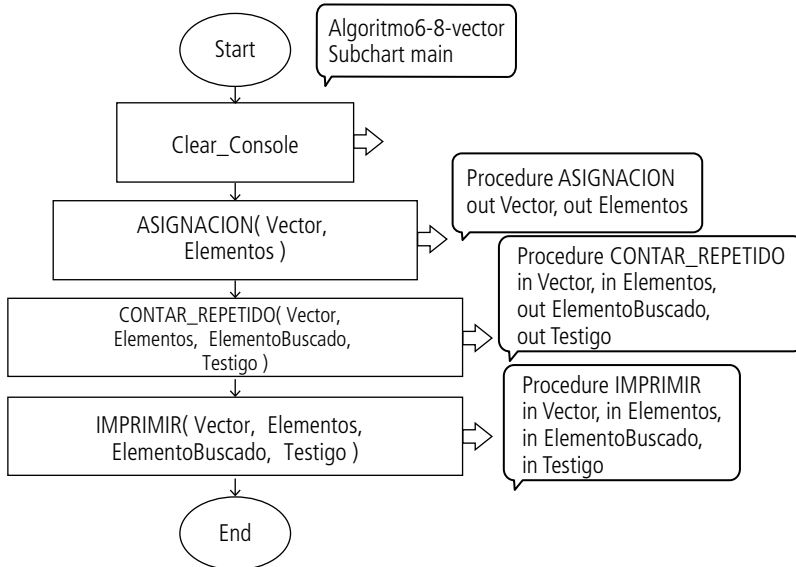 Start
Algoritmo6-8-vector
Subchart main
Clear_Console
ASIGNACION( Vector,
Elementos )
Procedure ASIGNACION
out Vector, out Elementos
CONTAR_REPETIDO( Vector,
Elementos, ElementoBuscado,
Testigo )
Procedure CONTAR_REPETIDO
in Vector, in Elementos,
out ElementoBuscado,
out Testigo
IMPRIMIR( Vector, Elementos,
ElementoBuscado, Testigo )
Procedure IMPRIMIR
in Vector, in Elementos,
in ElementoBuscado,
in Testigo
End